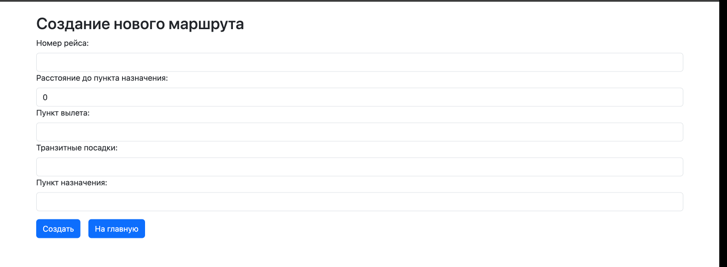 Создание нового маршрута
Номер рейса:
Расстояние до пункта назначения:
0
Пункт вылета:
Транзитные посадки:
Пункт назначения:
Создать На главную